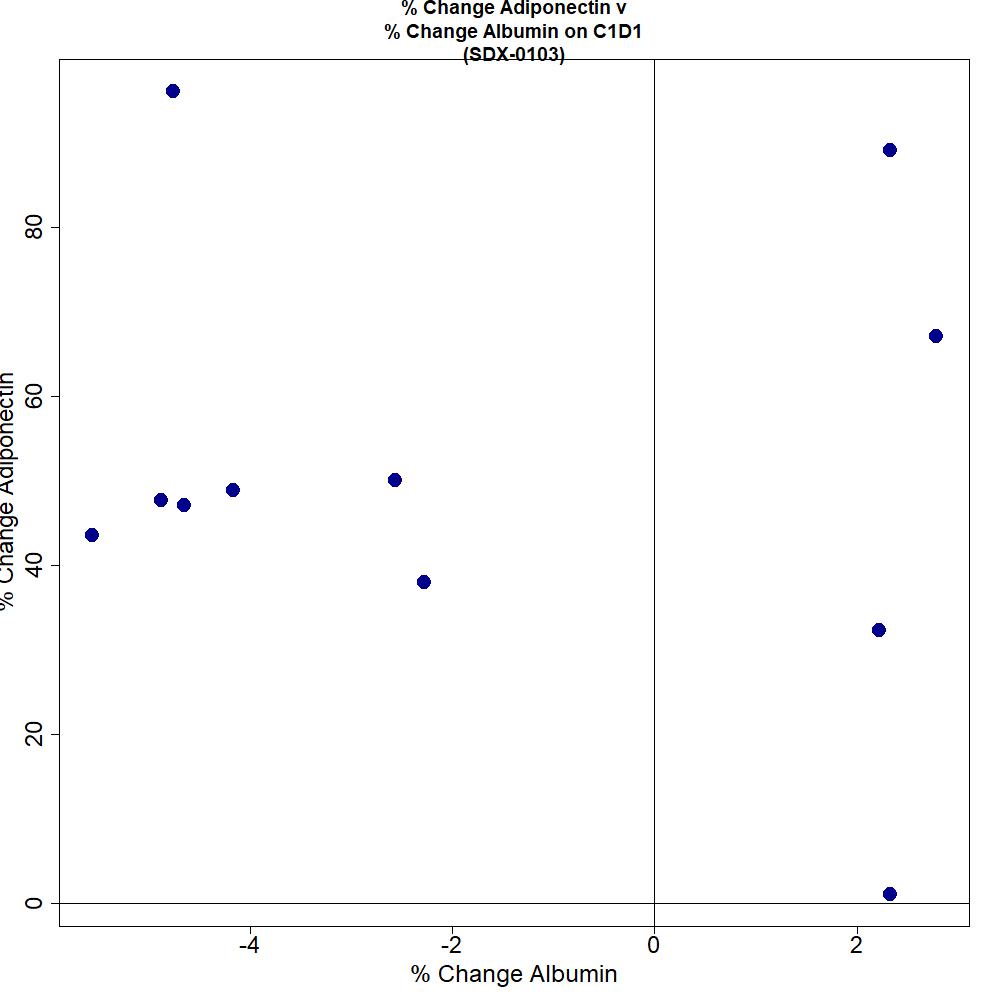 % Change Adiponectin v
% Change Albumin on C1D1
(SDX-0103)
% Change Adiponectin
80
60
40
20
0
-4
-2
0
2
% Change Albumin